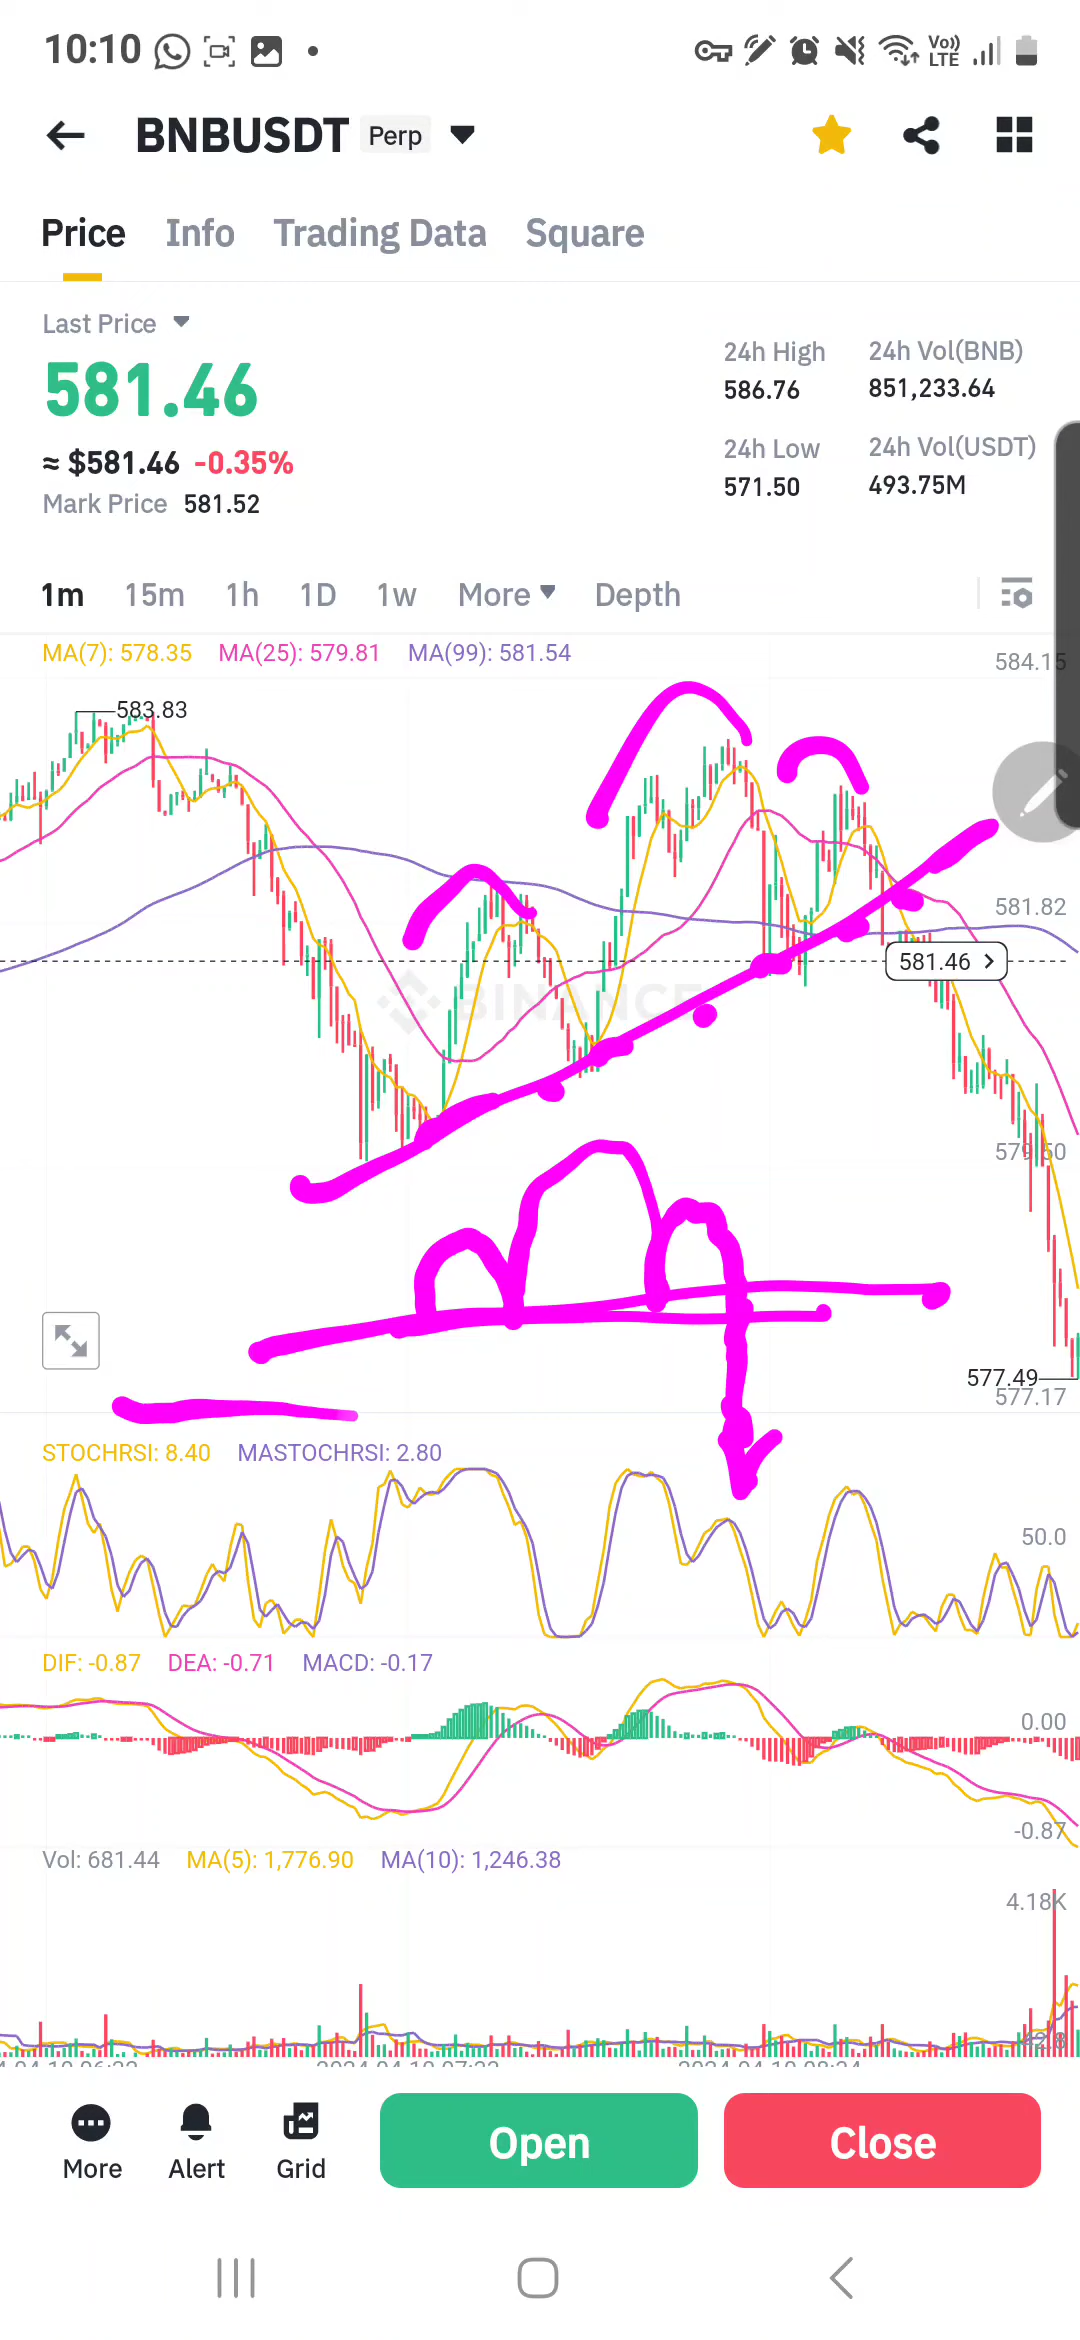 10:10
Vo))
LTE
BNBUSDT Perp
Price Info Trading Data Square
Last Price
581.46
≈ $581.46 -0.35%
Mark Price 581.52
24h High
586.76
24h Vol(BNB)
851,233.64
24h Low
571.50
24h Vol(USDT)
493.75M
1m 15m 1h 1D 1w More Depth
MA(7): 578.35 MA(25): 579.81 MA(99): 581.54
584.15
583.83
581.82
581.46
BINANCE
579.50
577.49
577.17
STOCHRSI: 8.40 MASTOCHRSI: 2.80
50.0
DIF: -0.87 DEA: -0.71 MACD: -0.17
0.00
-0.87
Vol: 681.44 MA(5): 1,776.90 MA(10): 1,246.38
4.18K
More Alert Grid Open Close